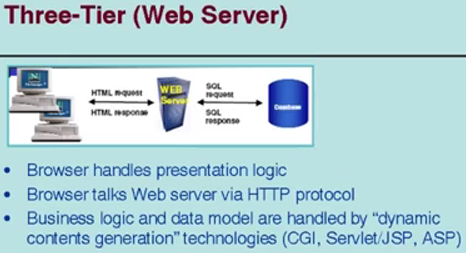 Three-Tier (Web Server)
HTML request
HTML response
WEB
Server
SQL
request
SQL
response
Database
• Browser handles presentation logic
• Browser talks Web server via HTTP protocol
• Business logic and data model are handled by “dynamic
contents generation” technologies (CGI, Servlet/JSP, ASP)